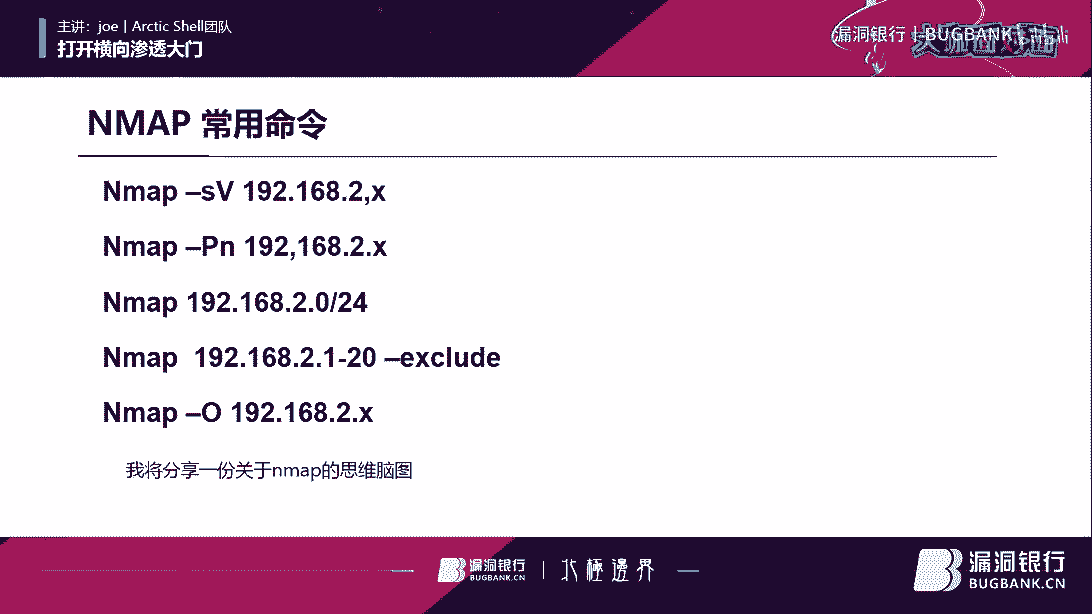 主讲：joe | Arctic Shell团队
打开横向渗透大门
漏洞银行 | BUGBANK
NMAP 常用命令
Nmap –sV 192.168.2,x
Nmap –Pn 192,168.2.x
Nmap 192.168.2.0/24
Nmap  192.168.2.1-20 –exclude
Nmap –O 192.168.2.x
我将分享一份关于nmap的思维脑图
漏洞银行
BUGBANK.CN
北極邊界
漏洞银行
BUGBANK.CN